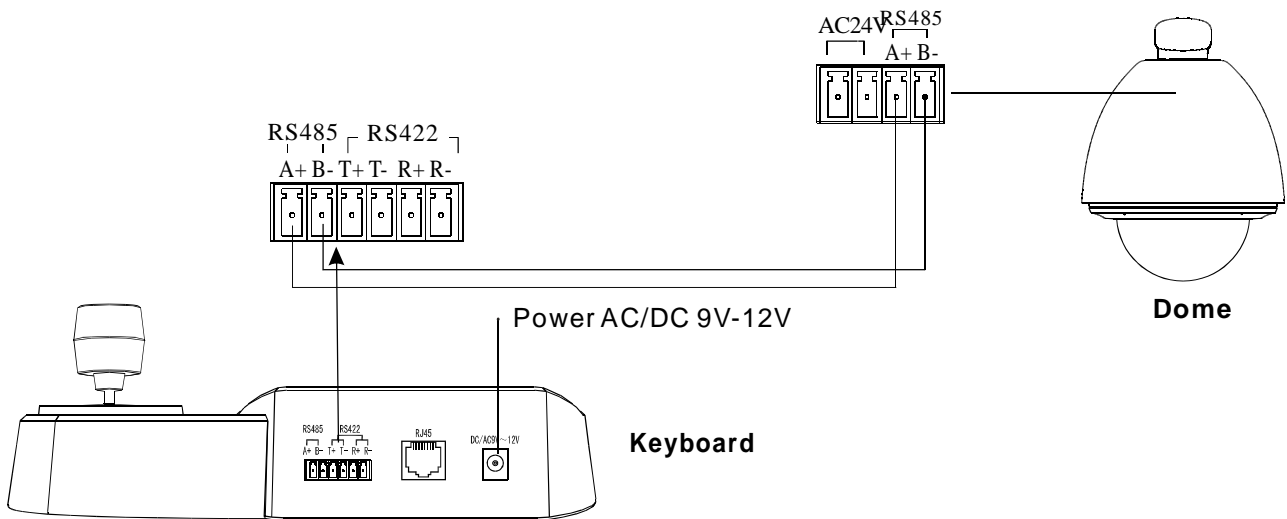 AC24V RS485
A+ B-
RS485 RS422
A+ B- T+ T- R+ R-
Power AC/DC 9V-12V
Dome
Keyboard
RS485 RS422
A+ B- T+ T- R+ R-
RJ45
DC/AC9V～12V